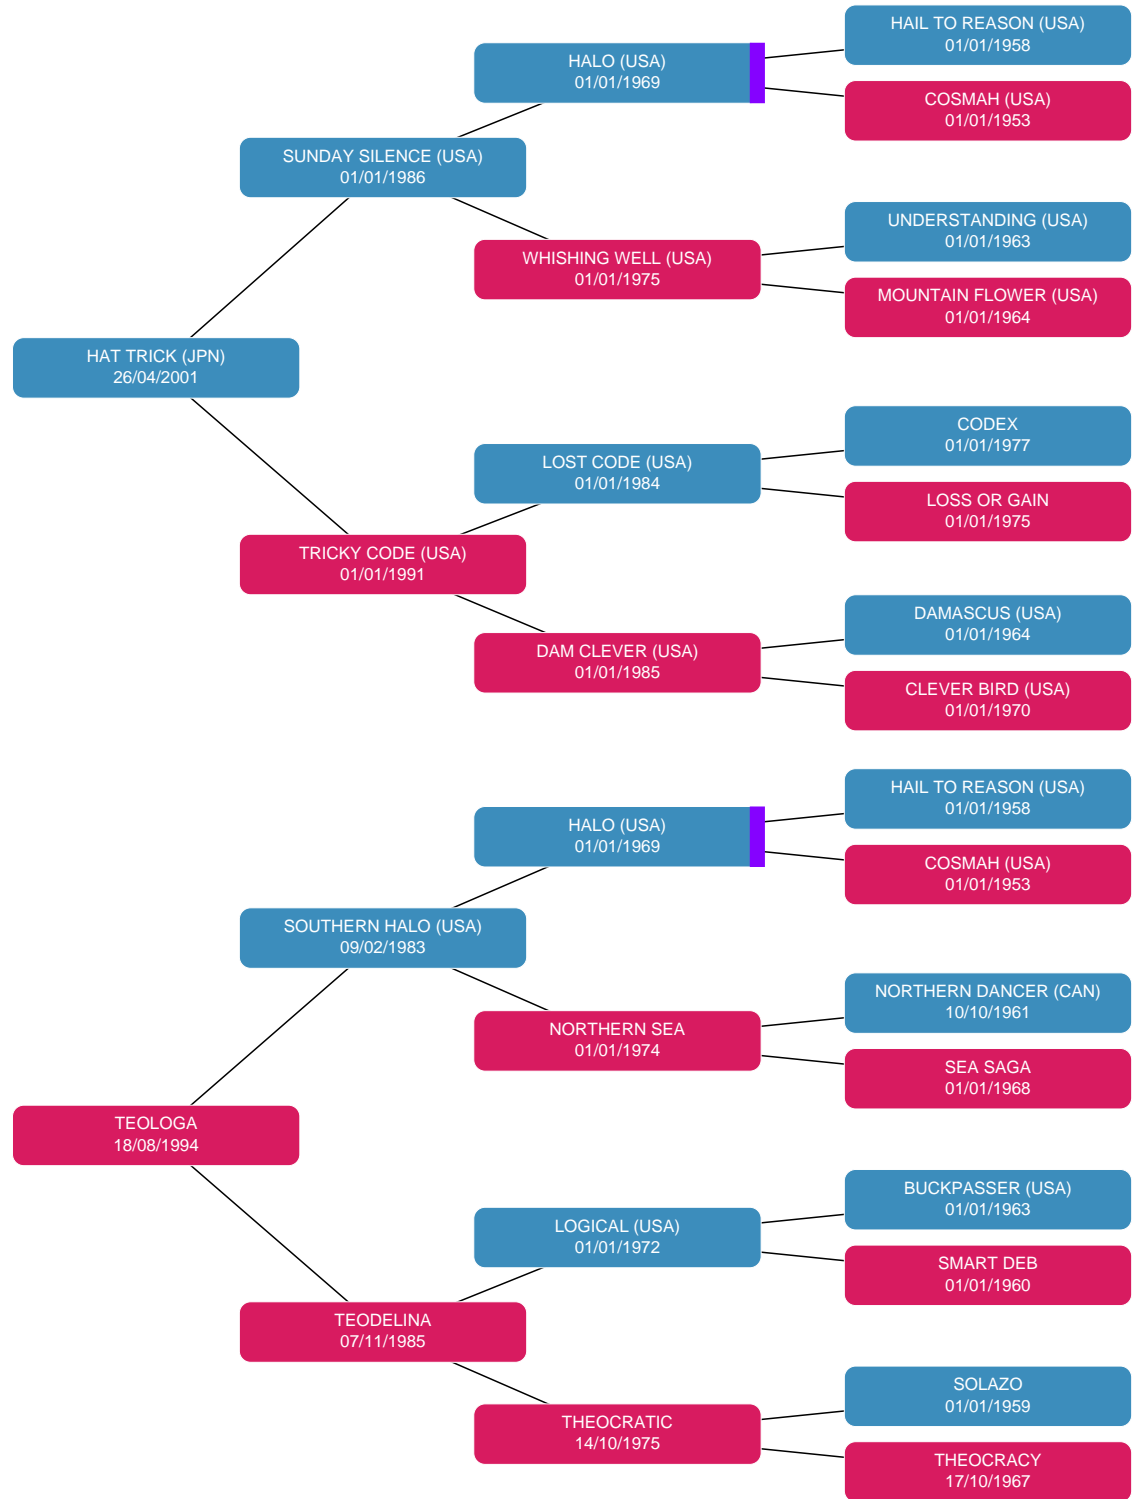 HAIL TO REASON (USA)
01/01/1958
HALO (USA)
01/01/1969
COSMAH (USA)
01/01/1953
SUNDAY SILENCE (USA)
01/01/1986
UNDERSTANDING (USA)
01/01/1963
WHISHING WELL (USA)
01/01/1975
MOUNTAIN FLOWER (USA)
01/01/1964
HAT TRICK (JPN)
26/04/2001
CODEX
01/01/1977
LOST CODE (USA)
01/01/1984
LOSS OR GAIN
01/01/1975
TRICKY CODE (USA)
01/01/1991
DAMASCUS (USA)
01/01/1964
DAM CLEVER (USA)
01/01/1985
CLEVER BIRD (USA)
01/01/1970
HAIL TO REASON (USA)
01/01/1958
HALO (USA)
01/01/1969
COSMAH (USA)
01/01/1953
SOUTHERN HALO (USA)
09/02/1983
NORTHERN DANCER (CAN)
10/10/1961
NORTHERN SEA
01/01/1974
SEA SAGA
01/01/1968
TEOLOGA
18/08/1994
BUCKPASSER (USA)
01/01/1963
LOGICAL (USA)
01/01/1972
SMART DEB
01/01/1960
TEODELINA
07/11/1985
SOLAZO
01/01/1959
THEOCRATIC
14/10/1975
THEOCRACY
17/10/1967